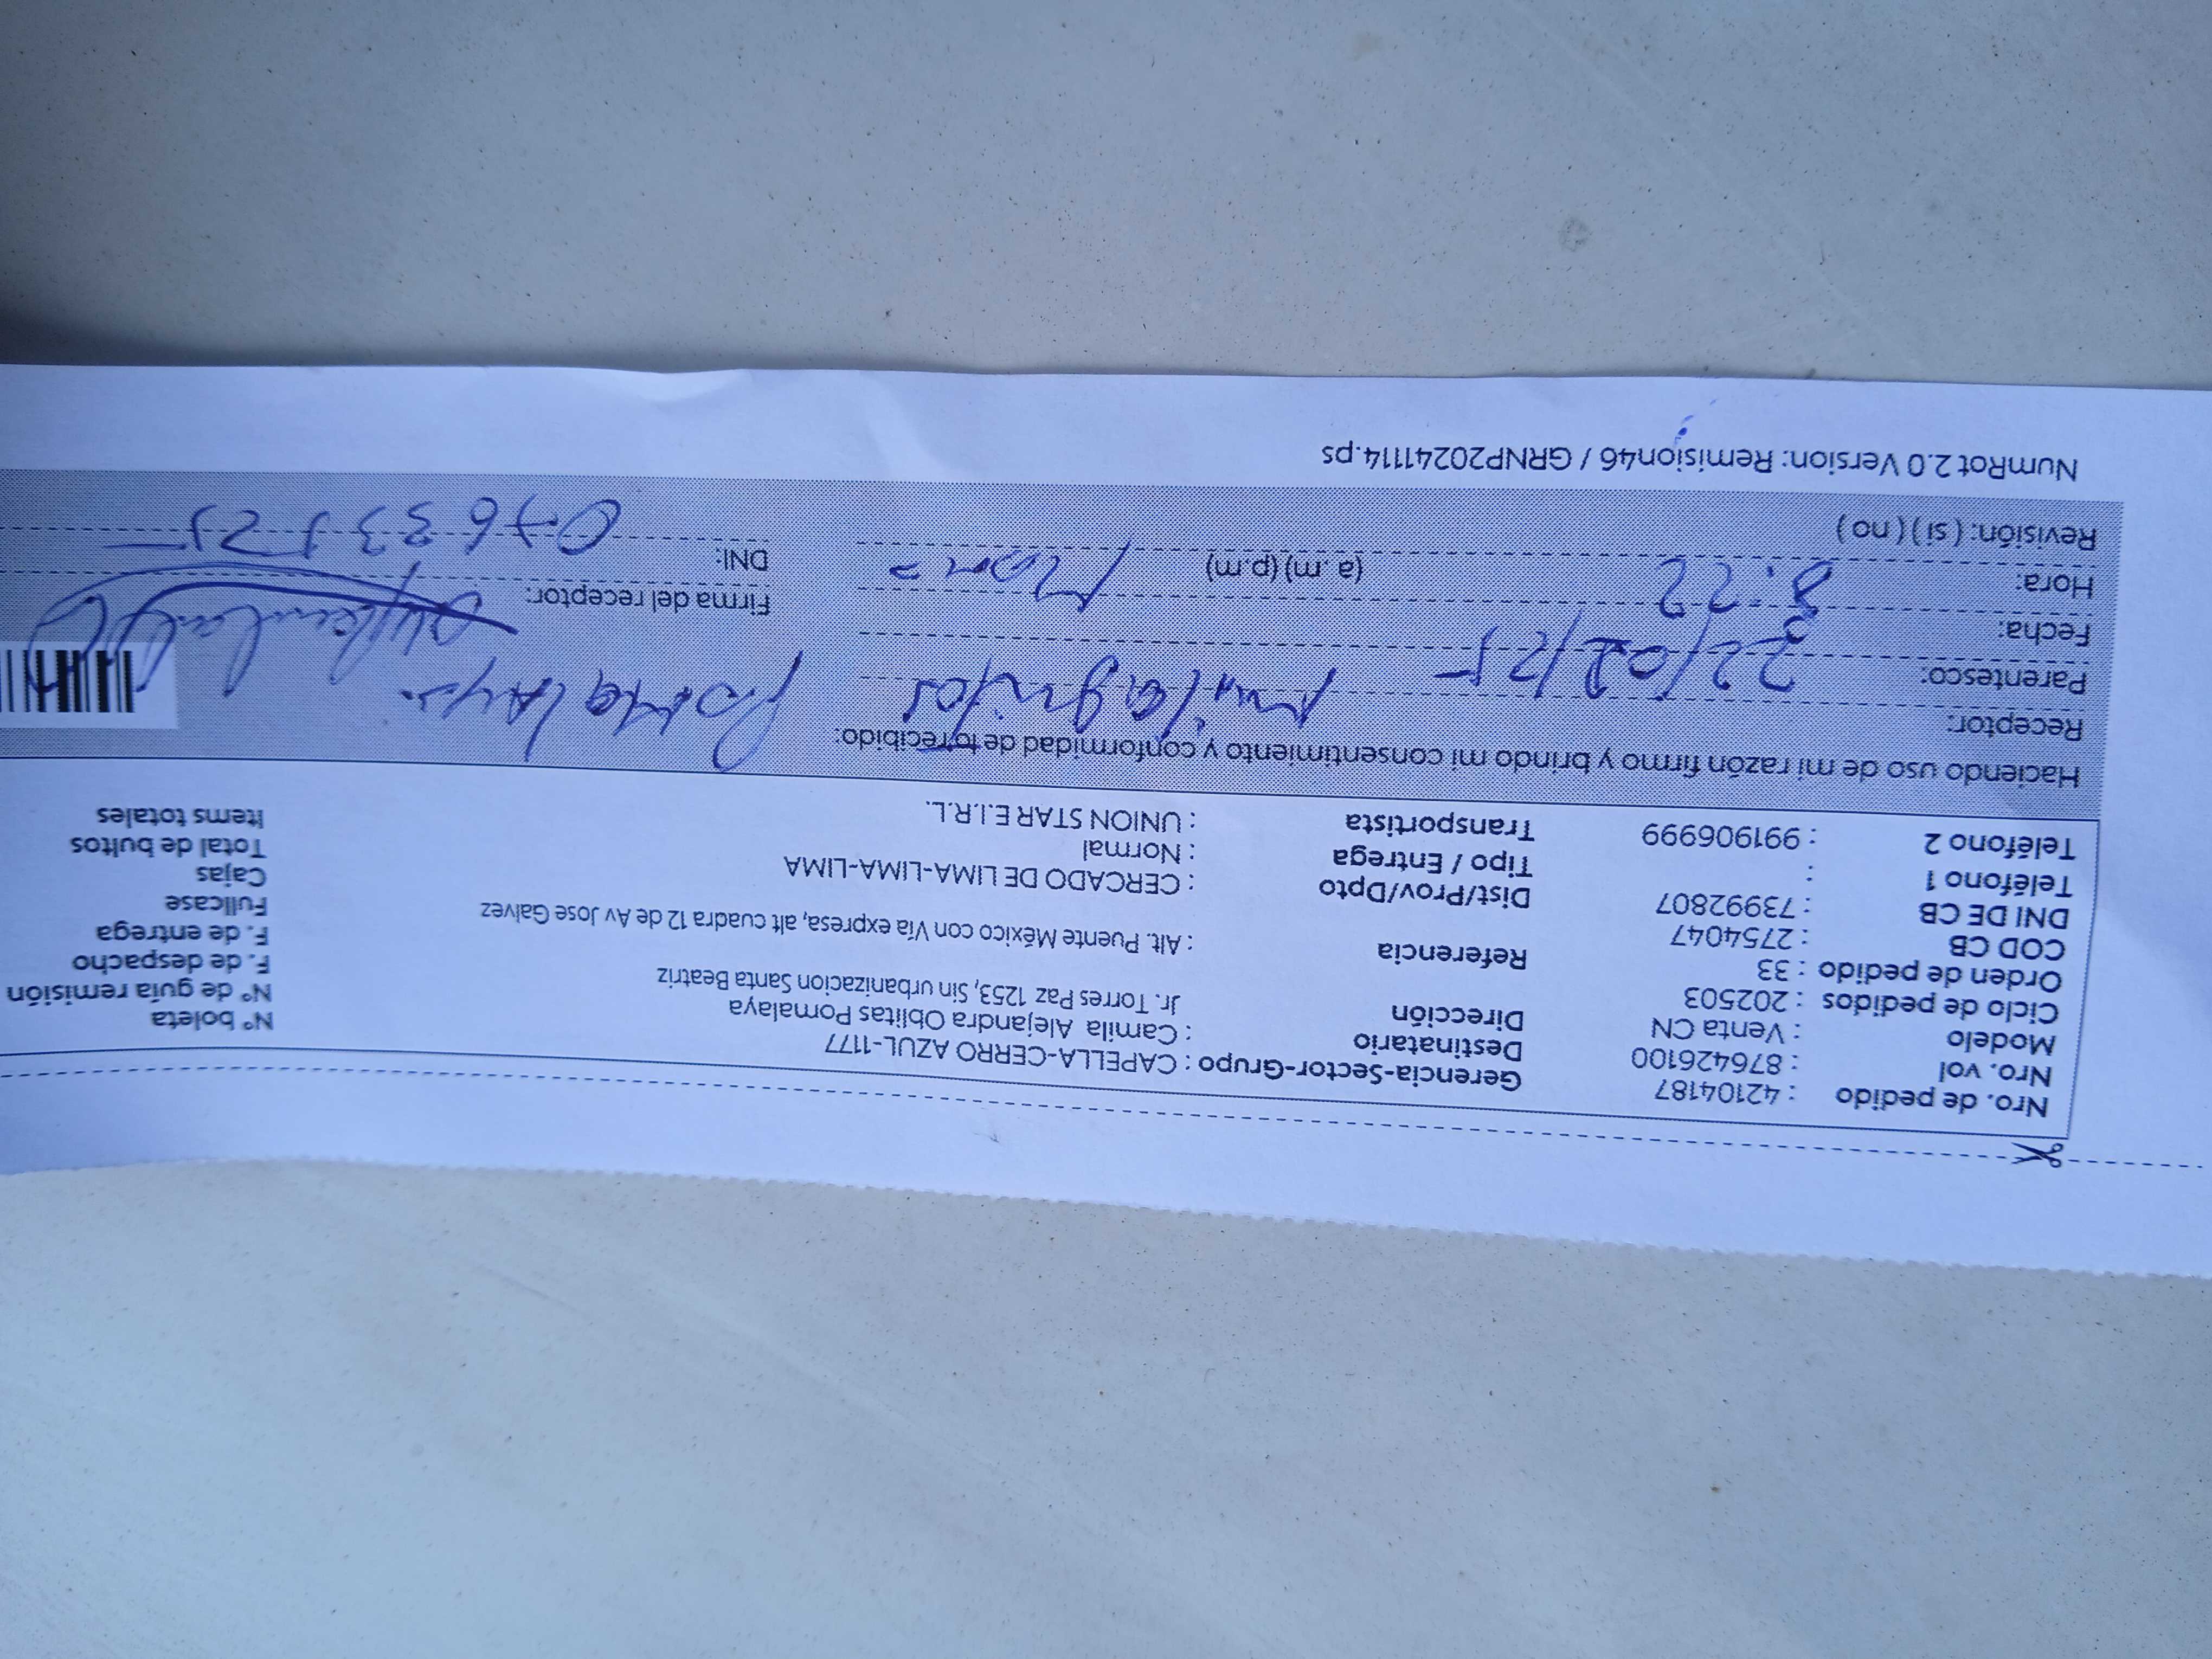 Nro. de pedido : 42104187 Gerencia-Sector-Grupo : CAPELLA-CERRO AZUL-1177
Nro. vol : 876426100 Destinatario : Camila Alejandra Oblitas Pomalaya Nº boleta
Modelo : Venta CN Dirección Jr. Torres Paz 1253, Sin urbanizacion Santa Beatriz Nº de guía remisión
Ciclo de pedidos : 202503 F. de despacho
Orden de pedido : 33 Referencia : Alt. Puente México con Vía expresa, alt cuadra 12 de Av Jose Galvez F. de entrega
COD CB : 2754047 Fullcase
DNI DE CB : 73992807 Dist/Prov/Dpto : CERCADO DE LIMA-LIMA-LIMA Cajas
Teléfono 1 : Tipo / Entrega : Normal Total de bultos
Teléfono 2 : 991906999 Transportista : UNION STAR E.I.R.L. Items totales
Haciendo uso de mi razón firmo y brindo mi consentimiento y conformidad de lo recibido:
Receptor: Milagritos Pomalaya
Parentesco:
Fecha: 22/02/25 Firma del receptor:
Hora: 8:22 (a. m) (p.m) DNI:
Revisión: ( si ) ( no )
NumRot 2.0 Version: Remision46 / GRNP20241114.ps